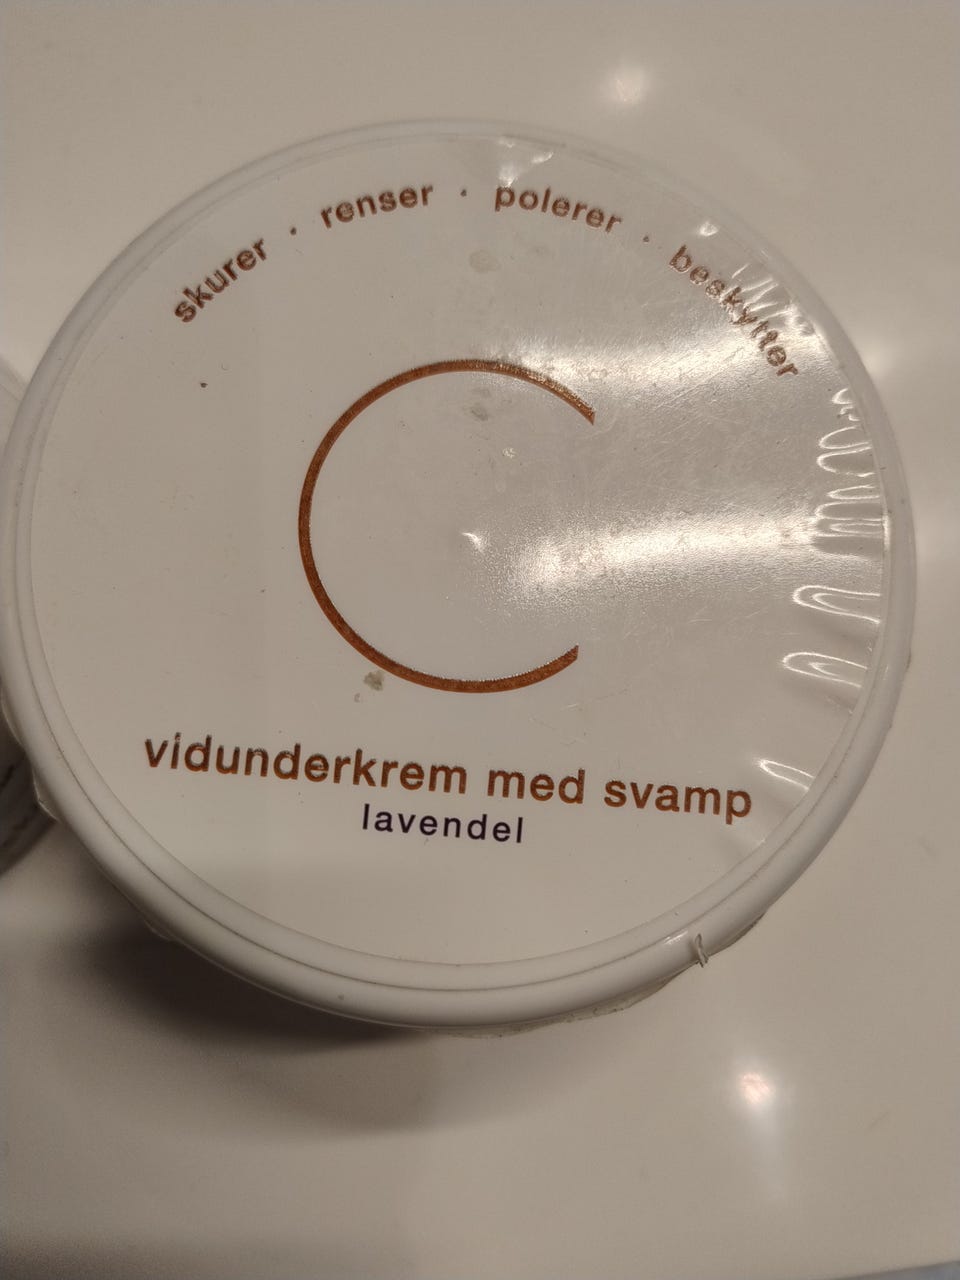 skurer · renser · polerer · beskytter
C
vidunderkrem med svamp
lavendel